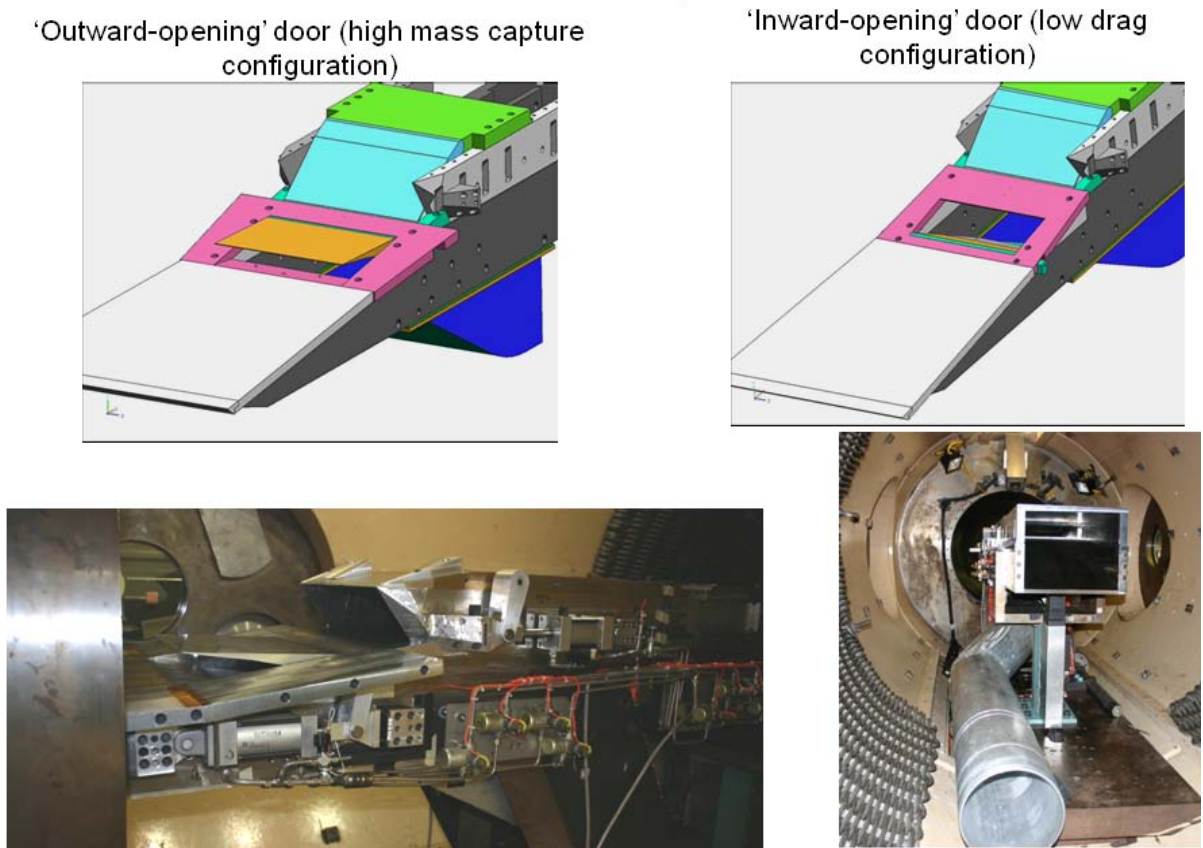 'Outward-opening' door (high mass capture
configuration)
'Inward-opening' door (low drag
configuration)